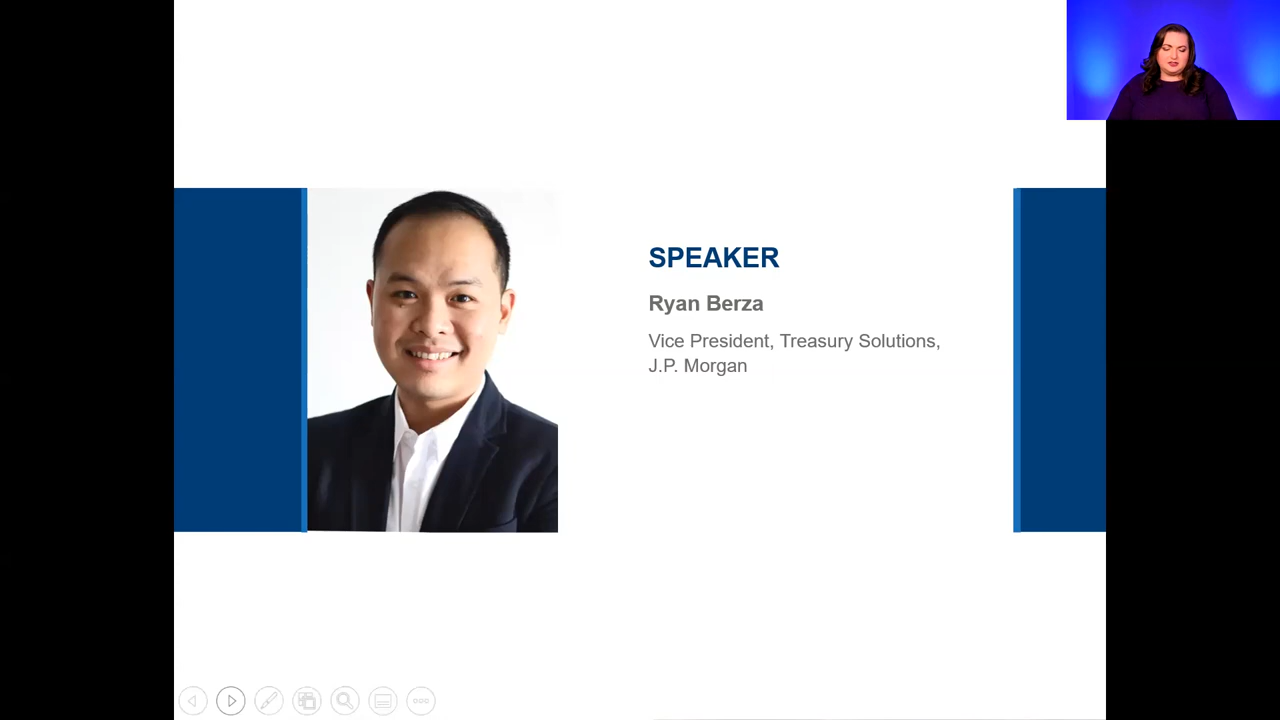 SPEAKER
Ryan Berza
Vice President, Treasury Solutions,
J.P. Morgan